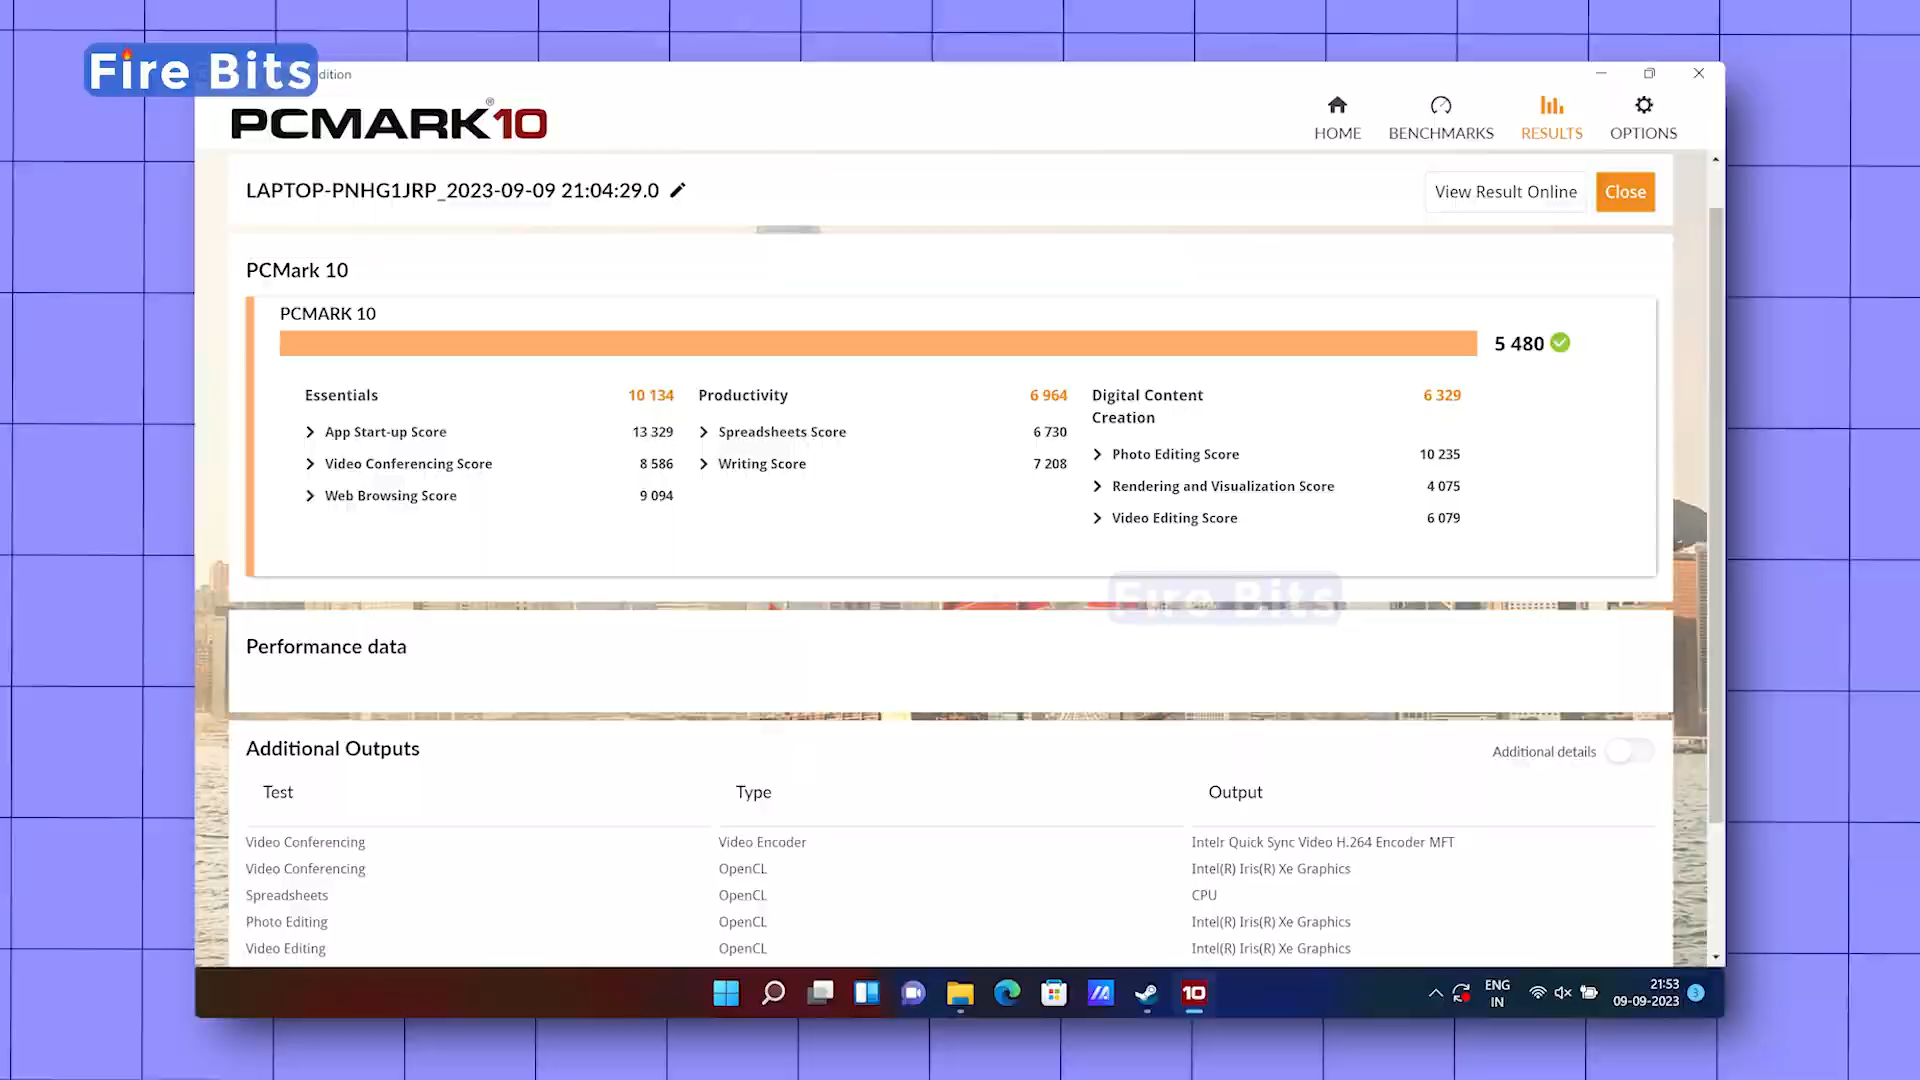 Fire Bits
dition
PCMARK®10
HOME
BENCHMARKS
RESULTS
OPTIONS
LAPTOP-PNHG1JRP_2023-09-09 21:04:29.0
View Result Online
Close
PCMark 10
PCMARK 10
5 480
Essentials 10 134
App Start-up Score 13 329
Video Conferencing Score 8 586
Web Browsing Score 9 094
Productivity 6 964
Spreadsheets Score 6 730
Writing Score 7 208
Digital Content 6 329
Creation
Photo Editing Score 10 235
Rendering and Visualization Score 4 075
Video Editing Score 6 079
Fire Bits
Performance data
Additional Outputs
Additional details
Test Type Output
Video Conferencing Video Encoder Intelr Quick Sync Video H.264 Encoder MFT
Video Conferencing OpenCL Intel(R) Iris(R) Xe Graphics
Spreadsheets OpenCL CPU
Photo Editing OpenCL Intel(R) Iris(R) Xe Graphics
Video Editing OpenCL Intel(R) Iris(R) Xe Graphics
10
ENG
IN
21:53
09-09-2023
3